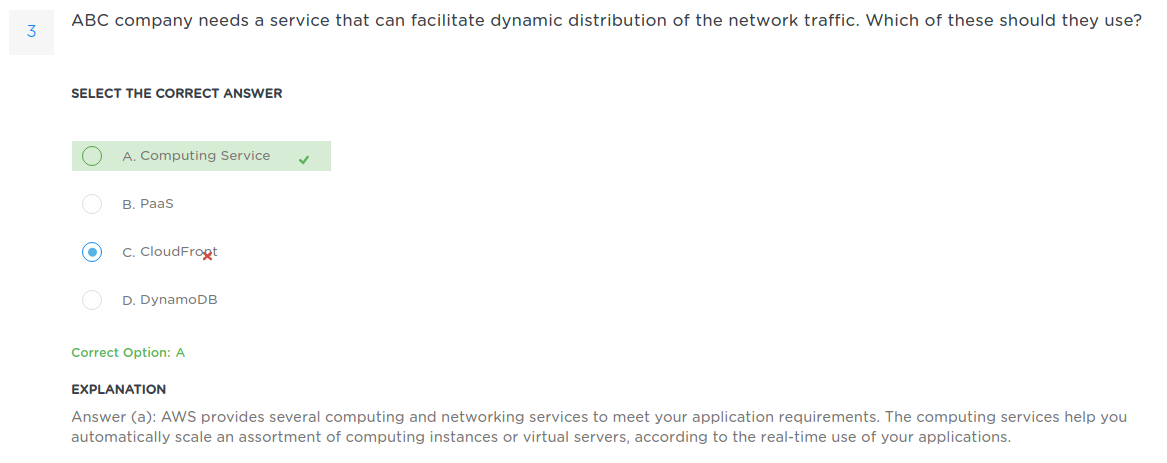 3
ABC company needs a service that can facilitate dynamic distribution of the network traffic. Which of these should they use?
SELECT THE CORRECT ANSWER
A. Computing Service
B. PaaS
C. CloudFront
D. DynamoDB
Correct Option: A
EXPLANATION
Answer (a): AWS provides several computing and networking services to meet your application requirements. The computing services help you
automatically scale an assortment of computing instances or virtual servers, according to the real-time use of your applications.